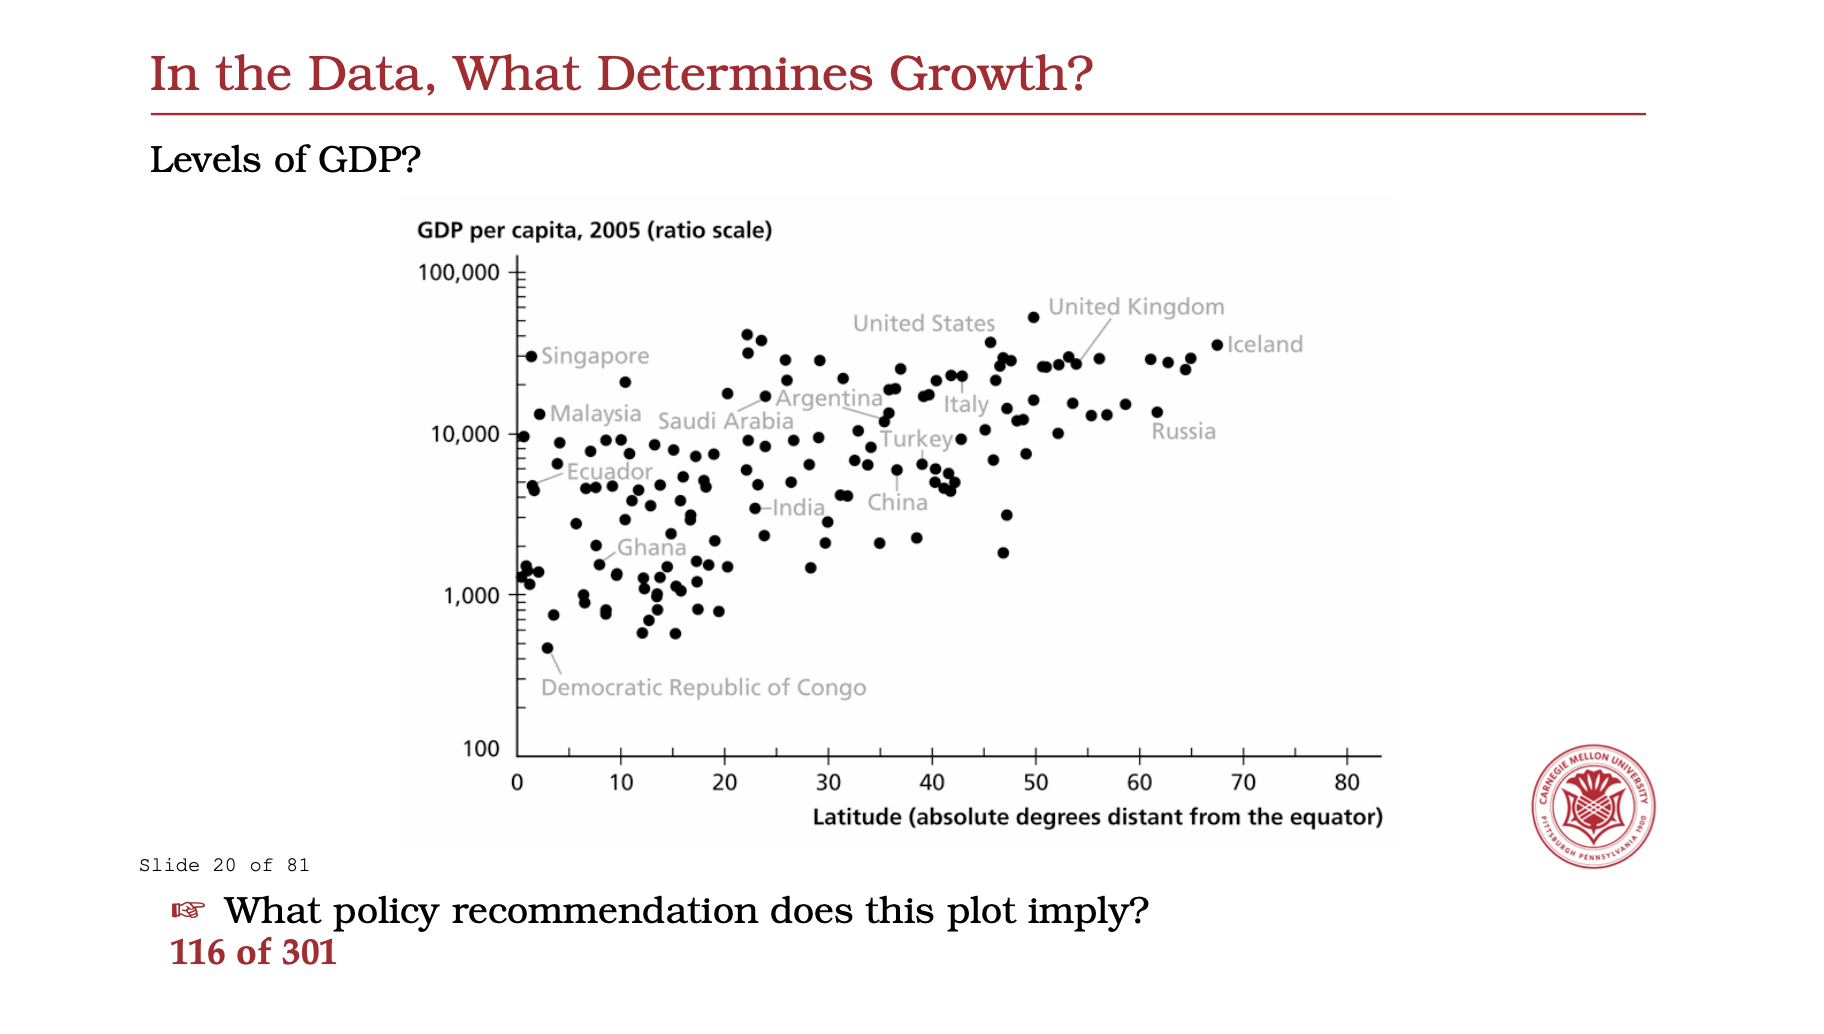 In the Data, What Determines Growth?
Levels of GDP?
GDP per capita, 2005 (ratio scale)
100,000
United Kingdom
United States
Iceland
Singapore
Argentina
Italy
Malaysia
Saudi Arabia
10,000
Turkey
Russia
Ecuador
China
India
Ghana
1,000
Democratic Republic of Congo
100
0 10 20 30 40 50 60 70 80
Latitude (absolute degrees distant from the equator)
CARNEGIE MELLON UNIVERSITY
PITTSBURGH PENNSYLVANIA 1900
Slide 20 of 81
☞ What policy recommendation does this plot imply?
116 of 301